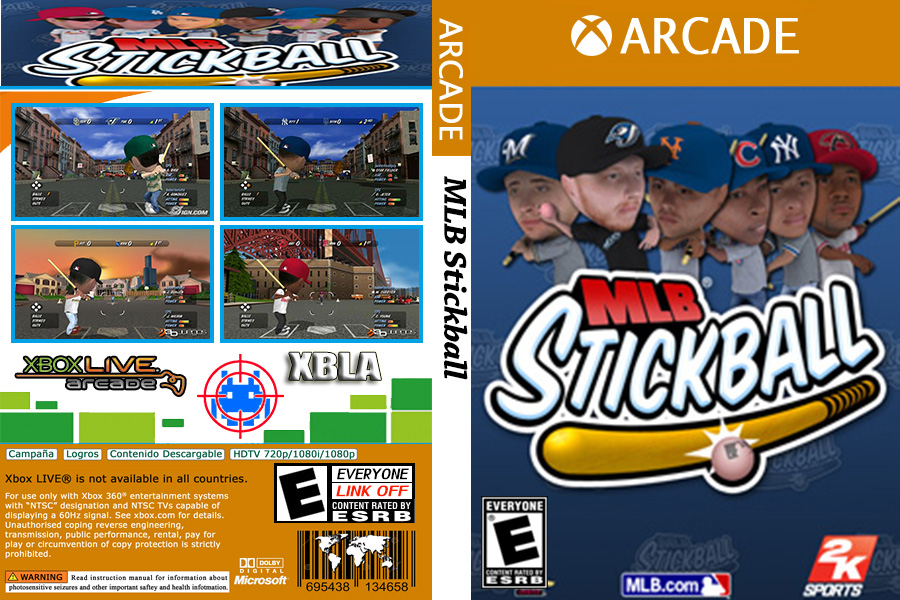 MLB
STICKBALL
IGN.COM
XBOX LIVE
arcade
XBLA
Campaña
Logros
Contenido Descargable
HDTV 720p/1080i/1080p
Xbox LIVE® is not available in all countries.
For use only with Xbox 360® entertainment systems
with “NTSC” designation and NTSC TVs capable of
displaying a 60Hz signal. See xbox.com for details.
Unauthorised coping reverse engineering,
transmission, public performance, rental, pay for
play or circumvention of copy protection is strictly
prohibited.
WARNING Read instruction manual for information about
photosensitive seizures and other important saftey and health infotmation.
E
EVERYONE
LINK OFF
CONTENT RATED BY
ESRB
DOLBY
DIGITAL
Microsoft
695438 134658
ARCADE
MLB Stickball
ARCADE
M
NY
C
MLB
STICKBALL
EVERYONE
E
CONTENT RATED BY
ESRB
MLB.com
2K
SPORTS